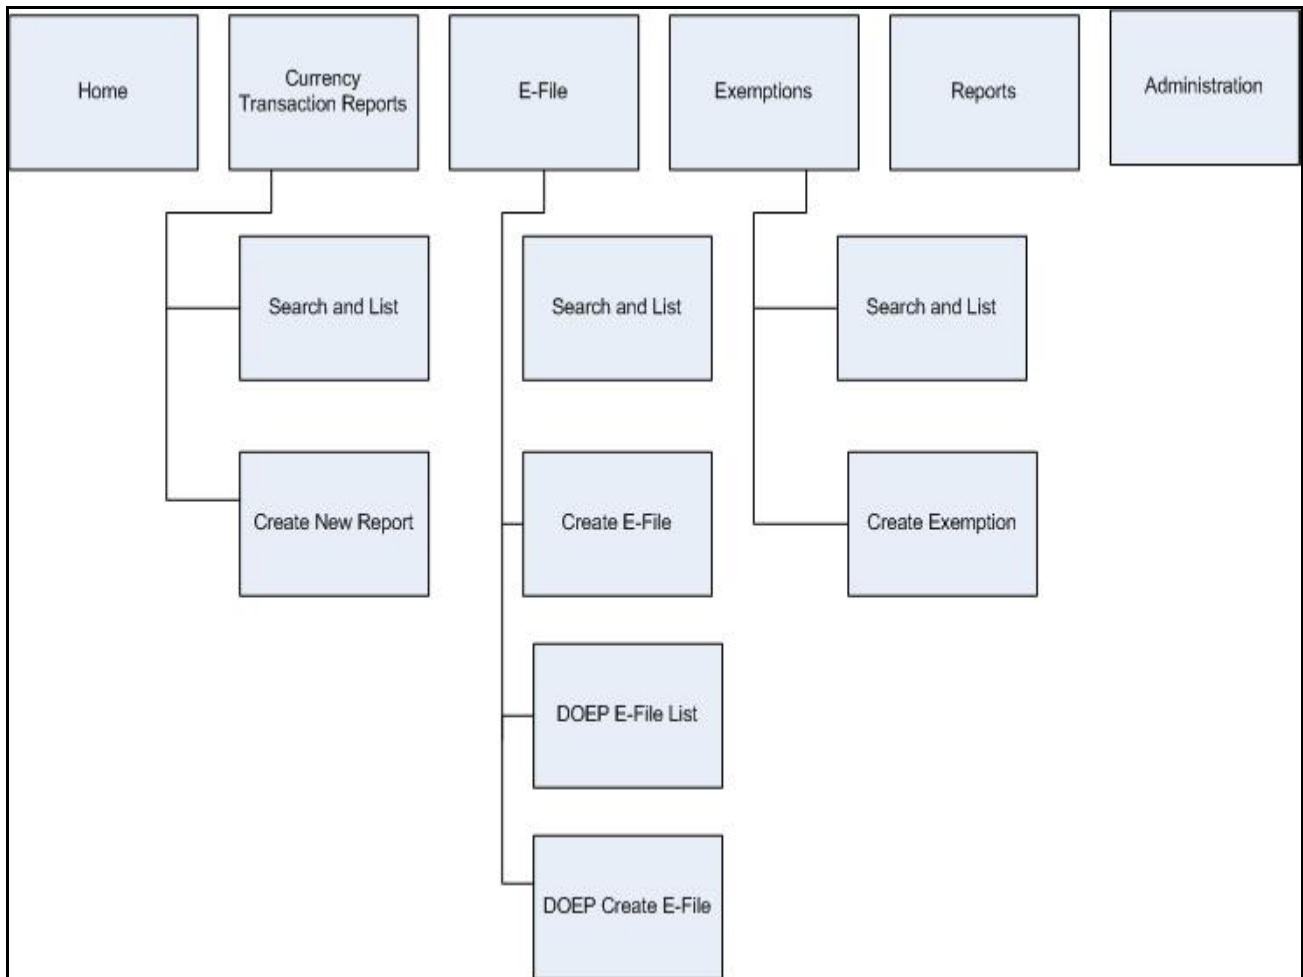 Home
Currency
Transaction Reports
E-File
Exemptions
Reports
Administration
Search and List
Search and List
Search and List
Create New Report
Create E-File
Create Exemption
DOEP E-File List
DOEP Create E-File